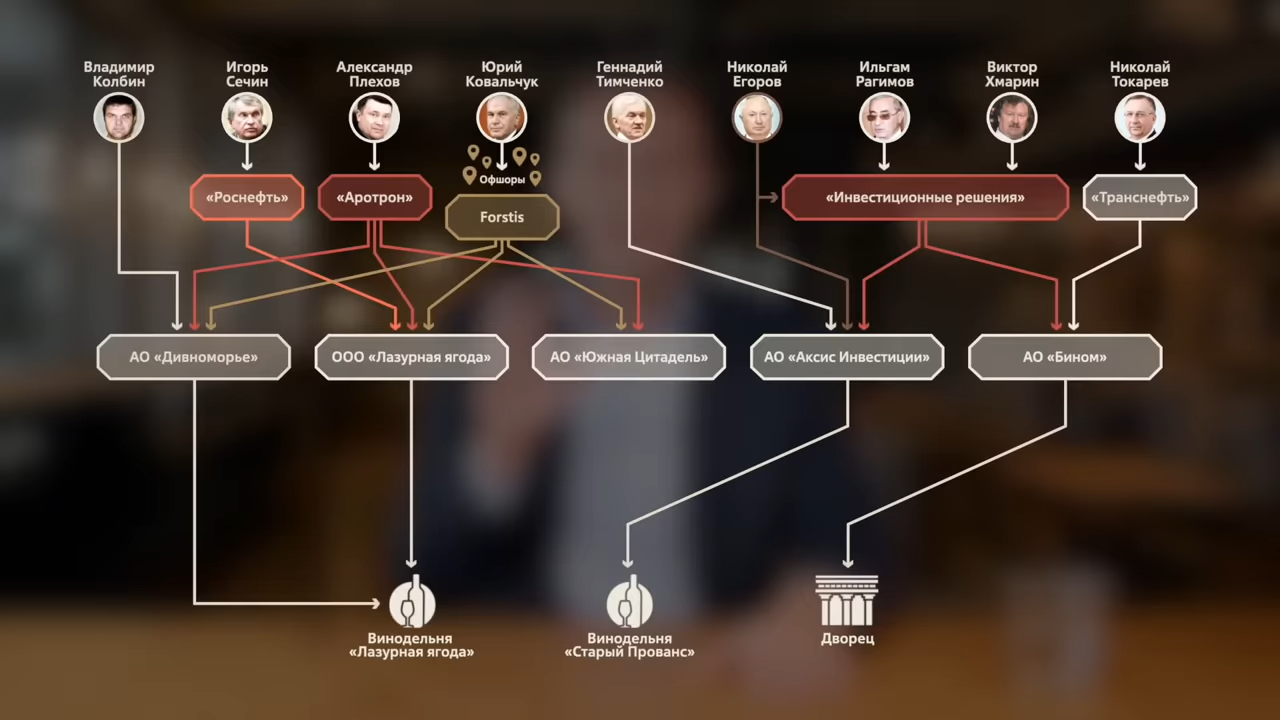 Владимир
Колбин
Игорь
Сечин
Александр
Плехов
Юрий
Ковальчук
Геннадий
Тимченко
Николай
Егоров
Ильгам
Рагимов
Виктор
Хмарин
Николай
Токарев
Офшоры
«Роснефть»
«Аротрон»
Forstis
«Инвестиционные решения»
«Транснефть»
АО «Дивноморье»
ООО «Лазурная ягода»
АО «Южная Цитадель»
АО «Аксис Инвестиции»
АО «Бином»
Винодельня
«Лазурная ягода»
Винодельня
«Старый Прованс»
Дворец